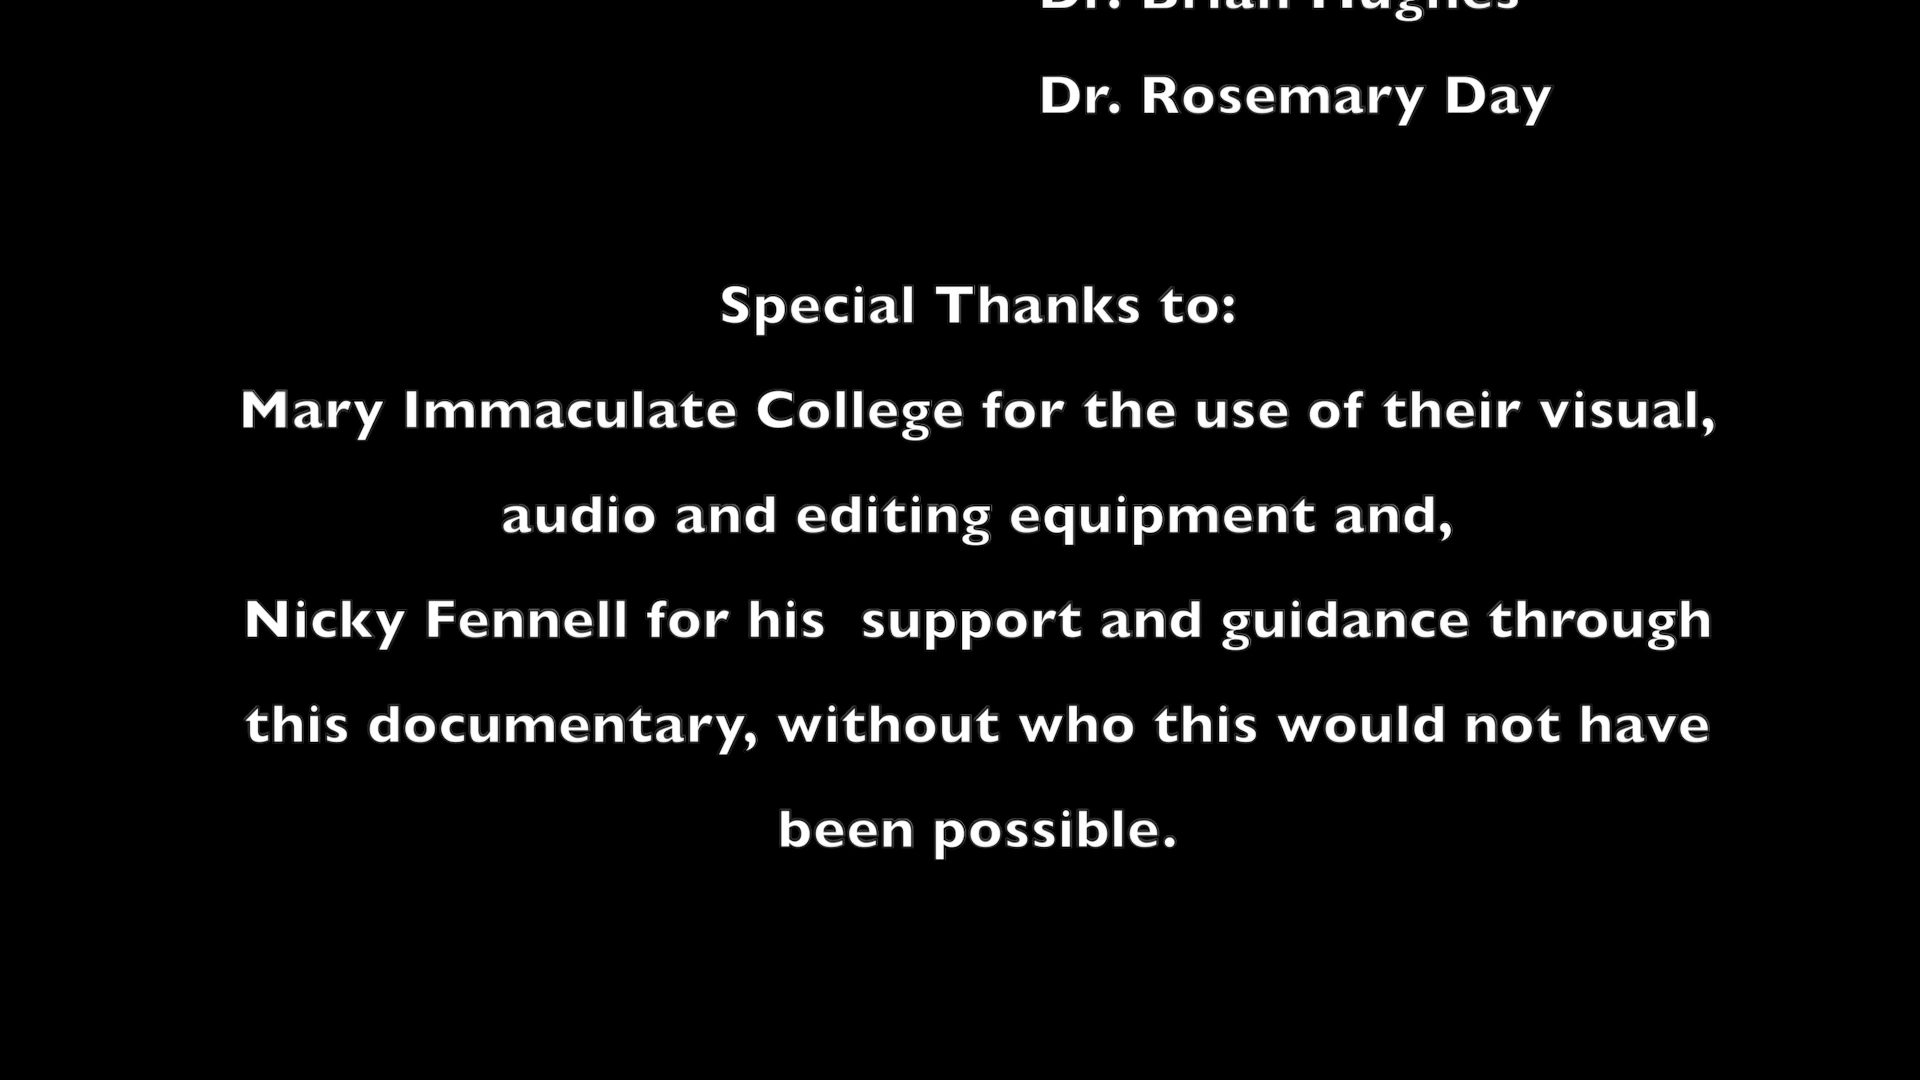 Dr. Brian Hughes
Dr. Rosemary Day
Special Thanks to:
Mary Immaculate College for the use of their visual,
audio and editing equipment and,
Nicky Fennell for his  support and guidance through
this documentary, without who this would not have
been possible.